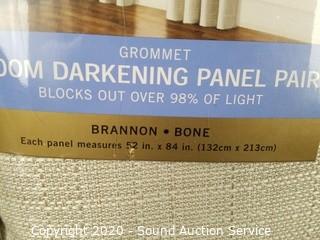 GROMMET
OOM DARKENING PANEL PAIR
BLOCKS OUT OVER 98% OF LIGHT
BRANNON • BONE
Each panel measures 52 in. x 84 in. (132cm x 213cm)
Copyright 2020 - Sound Auction Service